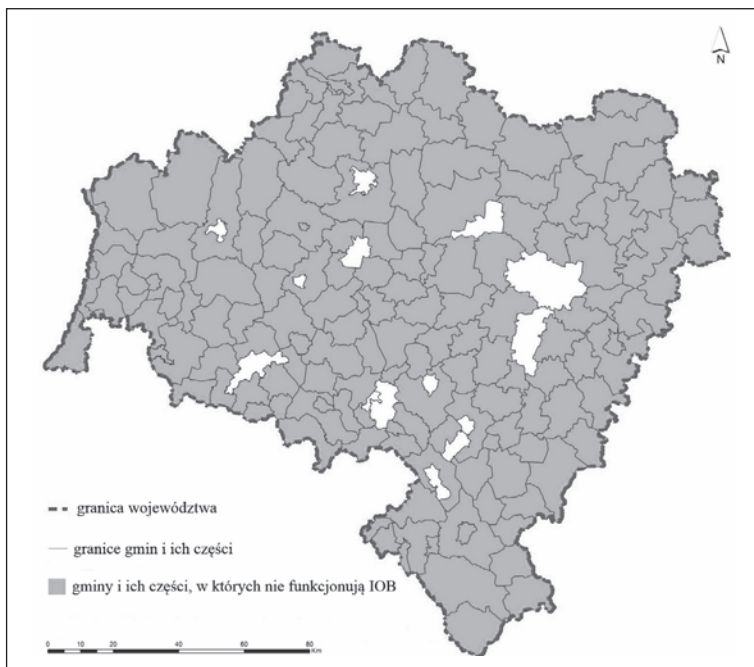 N
granica województwa
granice gmin i ich części
gminy i ich części, w których nie funkcjonują IOB
0 5 10 20 40 60 80
Km